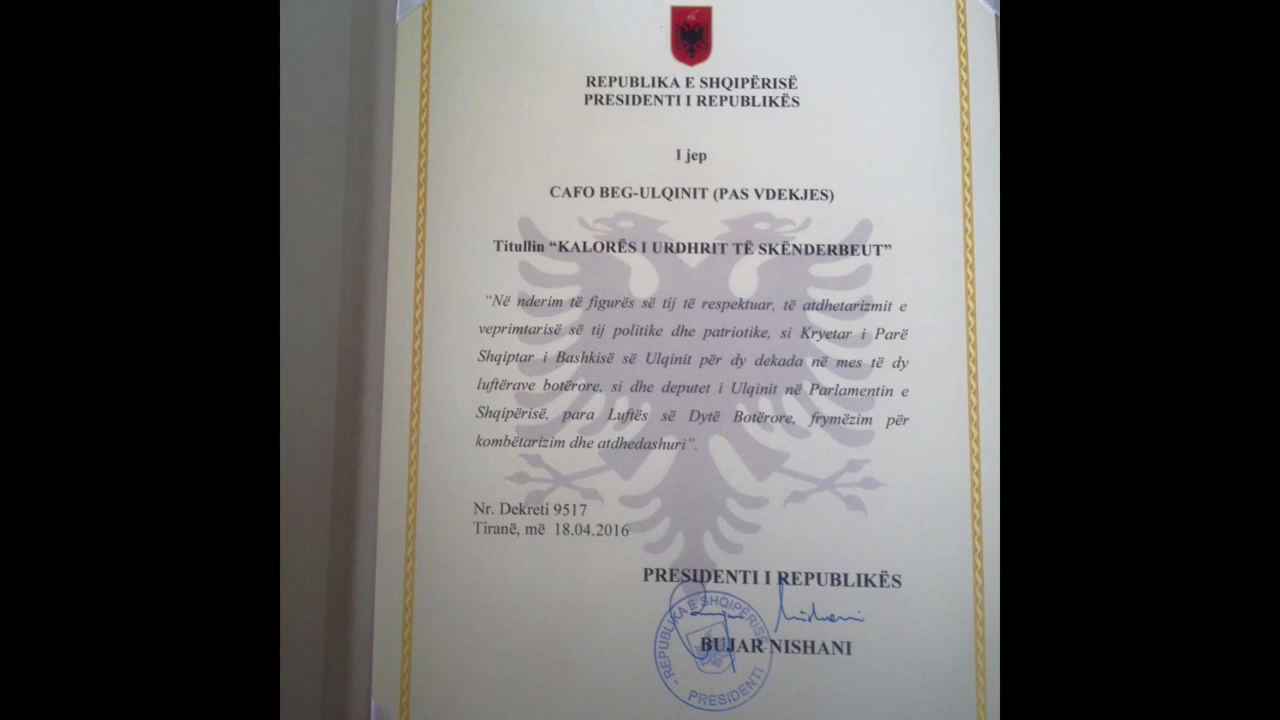 REPUBLIKA E SHQIPËRISË
PRESIDENTI I REPUBLIKËS
I jep
CAFO BEG-ULQINIT (PAS VDEKJES)
Titullin “KALORËS I URDHRIT TË SKËNDERBEUT”
“Në nderim të figurës së tij të respektuar, të atdhetarizmit e
veprimtarisë së tij politike dhe patriotike, si Kryetar i Parë
Shqiptar i Bashkisë së Ulqinit për dy dekada në mes të dy
luftërave botërore, si dhe deputet i Ulqinit në Parlamentin e
Shqipërisë, para Luftës së Dytë Botërore, frymëzim për
kombëtarizim dhe atdhedashuri”.
Nr. Dekreti 9517
Tiranë, më 18.04.2016
PRESIDENTI I REPUBLIKËS
BUJAR NISHANI
- REPUBLIKA E SHQIPËRISË -
PRESIDENTI